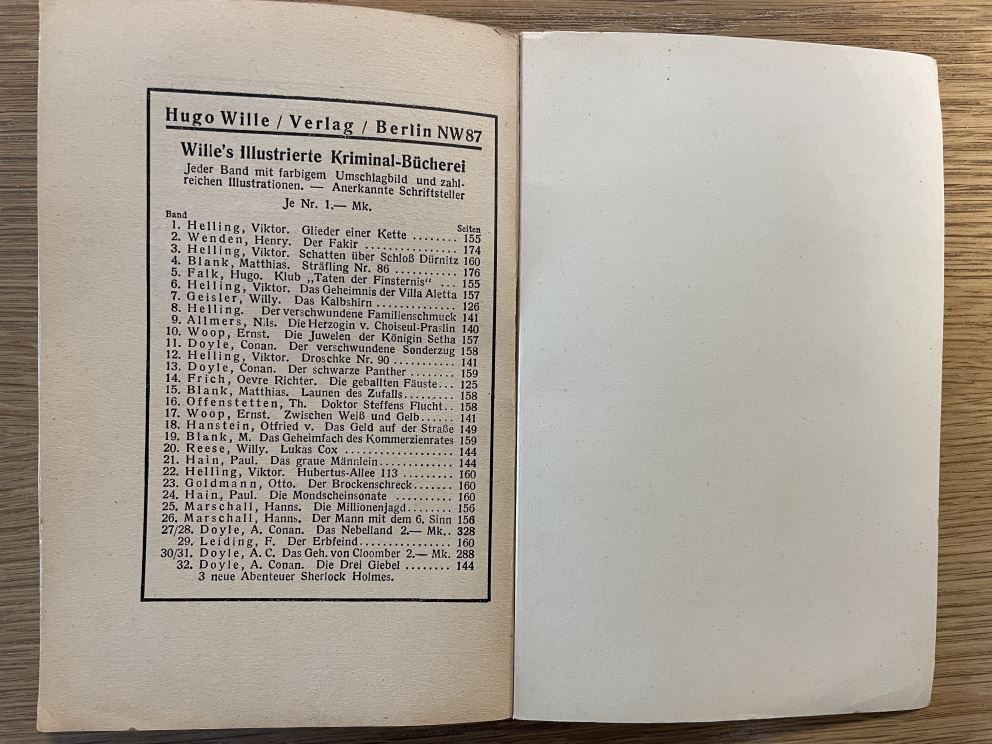 Hugo Wille / Verlag / Berlin NW87
Wille's Illustrierte Kriminal-Bücherei
Jeder Band mit farbigem Umschlagbild und zahl-
reichen Illustrationen. — Anerkannte Schriftsteller
Je Nr. 1.— Mk.
Band Seiten
1. Helling, Viktor. Glieder einer Kette ........ 155
2. Wenden, Henry. Der Fakir .............. 174
3. Helling, Viktor. Schatten über Schloß Dürnitz 160
4. Blank, Matthias. Sträfling Nr. 86 .......... 176
5. Falk, Hugo. Klub „Taten der Finsternis“ ... 155
6. Helling, Viktor. Das Geheimnis der Villa Aletta 157
7. Geisler, Willy. Das Kalbshirn ............ 126
8. Helling. Der verschwundene Familienschmuck 141
9. Allmers, Nils. Die Herzogin v. Choiseul-Praslin 140
10. Woop, Ernst. Die Juwelen der Königin Setha 157
11. Doyle, Conan. Der verschwundene Sonderzug 158
12. Helling, Viktor. Droschke Nr. 90 .......... 141
13. Doyle, Conan. Der schwarze Panther ........ 159
14. Frich, Oevre Richter. Die geballten Fäuste... 125
15. Blank, Matthias. Launen des Zufalls......... 158
16. Offenstetten, Th. Doktor Steffens Flucht.. 158
17. Woop, Ernst. Zwischen Weiß und Gelb...... 141
18. Hanstein, Otfried v. Das Geld auf der Straße 149
19. Blank, M. Das Geheimfach des Kommerzienrates 159
20. Reese, Willy. Lukas Cox .................. 144
21. Hain, Paul. Das graue Männlein............. 144
22. Helling, Viktor. Hubertus-Allee 113 ......... 160
23. Goldmann, Otto. Der Brockenschreck....... 160
24. Hain, Paul. Die Mondscheinsonate .......... 160
25. Marschall, Hanns. Die Millionenjagd........ 156
26. Marschall, Hanns. Der Mann mit dem 6. Sinn 156
27/28. Doyle, A. Conan. Das Nebelland 2.— Mk.. 328
29. Leiding, F. Der Erbfeind................ 160
30/31. Doyle, A. C. Das Geh. von Cloomber 2.— Mk. 288
32. Doyle, A. Conan. Die Drei Giebel ........ 144
3 neue Abenteuer Sherlock Holmes.